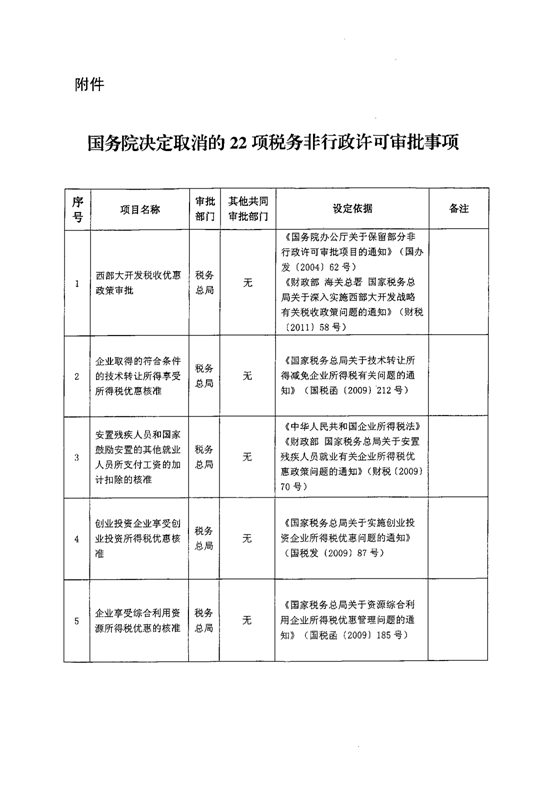 附件
国务院决定取消的 22 项税务非行政许可审批事项
序号 项目名称 审批部门 其他共同审批部门 设定依据 备注
1
西部大开发税收优惠
政策审批
税务
总局
无
《国务院办公厅关于保留部分非
行政许可审批项目的通知》（国办
发〔2004〕62 号）
《财政部 海关总署 国家税务总
局关于深入实施西部大开发战略
有关税收政策问题的通知》（财税
〔2011〕58 号）
2
企业取得的符合条件
的技术转让所得享受
所得税优惠核准
税务
总局
无
《国家税务总局关于技术转让所
得减免企业所得税有关问题的通
知》（国税函〔2009〕212 号）
3
安置残疾人员和国家
鼓励安置的其他就业
人员所支付工资的加
计扣除的核准
税务
总局
无
《中华人民共和国企业所得税法》
《财政部 国家税务总局关于安置
残疾人员就业有关企业所得税优
惠政策问题的通知》（财税〔2009〕
70 号）
4
创业投资企业享受创
业投资所得税优惠核
准
税务
总局
无
《国家税务总局关于实施创业投
资企业所得税优惠问题的通知》
（国税发〔2009〕87 号）
5
企业享受综合利用资
源所得税优惠的核准
税务
总局
无
《国家税务总局关于资源综合利
用企业所得税优惠管理问题的通
知》（国税函〔2009〕185 号）